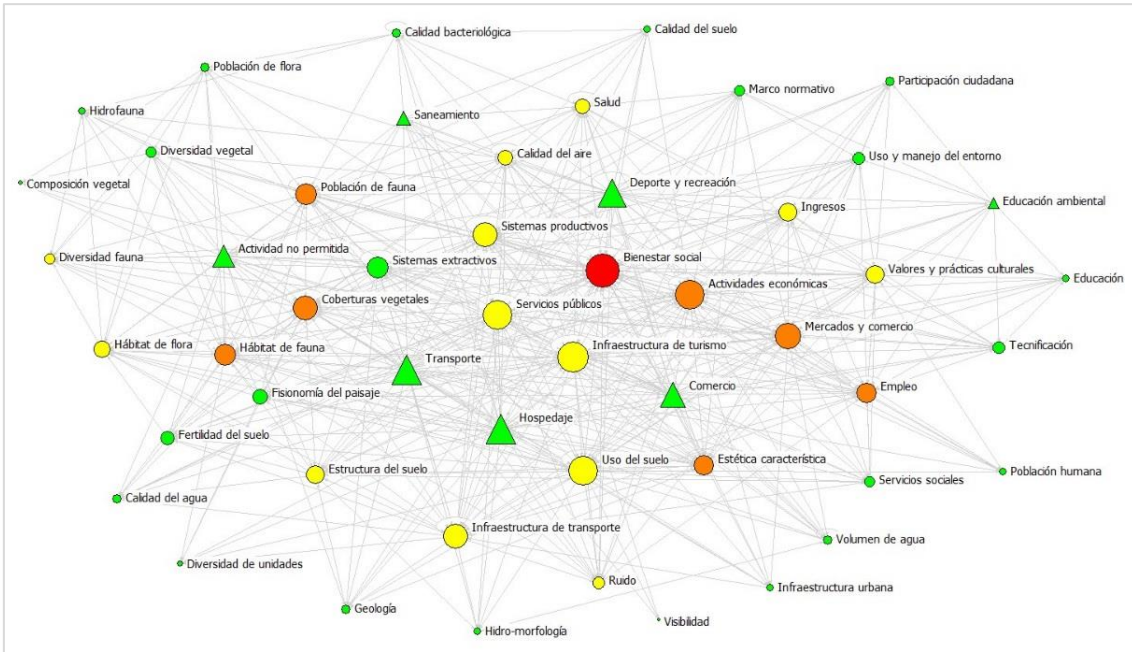 Calidad bacteriológica
Calidad del suelo
Población de flora
Participación ciudadana
Marco normativo
Hidrofauna
Saneamiento
Salud
Diversidad vegetal
Calidad del aire
Uso y manejo del entorno
Composición vegetal
Población de fauna
Deporte y recreación
Educación ambiental
Ingresos
Sistemas productivos
Actividad no permitida
Diversidad fauna
Sistemas extractivos
Bienestar social
Valores y prácticas culturales
Educación
Actividades económicas
Coberturas vegetales
Servicios públicos
Mercados y comercio
Hábitat de flora
Hábitat de fauna
Infraestructura de turismo
Tecnificación
Transporte
Comercio
Empleo
Fisionomía del paisaje
Hospedaje
Fertilidad del suelo
Uso del suelo
Estética característica
Estructura del suelo
Población humana
Servicios sociales
Calidad del agua
Infraestructura de transporte
Volumen de agua
Diversidad de unidades
Ruido
Infraestructura urbana
Geología
Hidro-morfología
Visibilidad